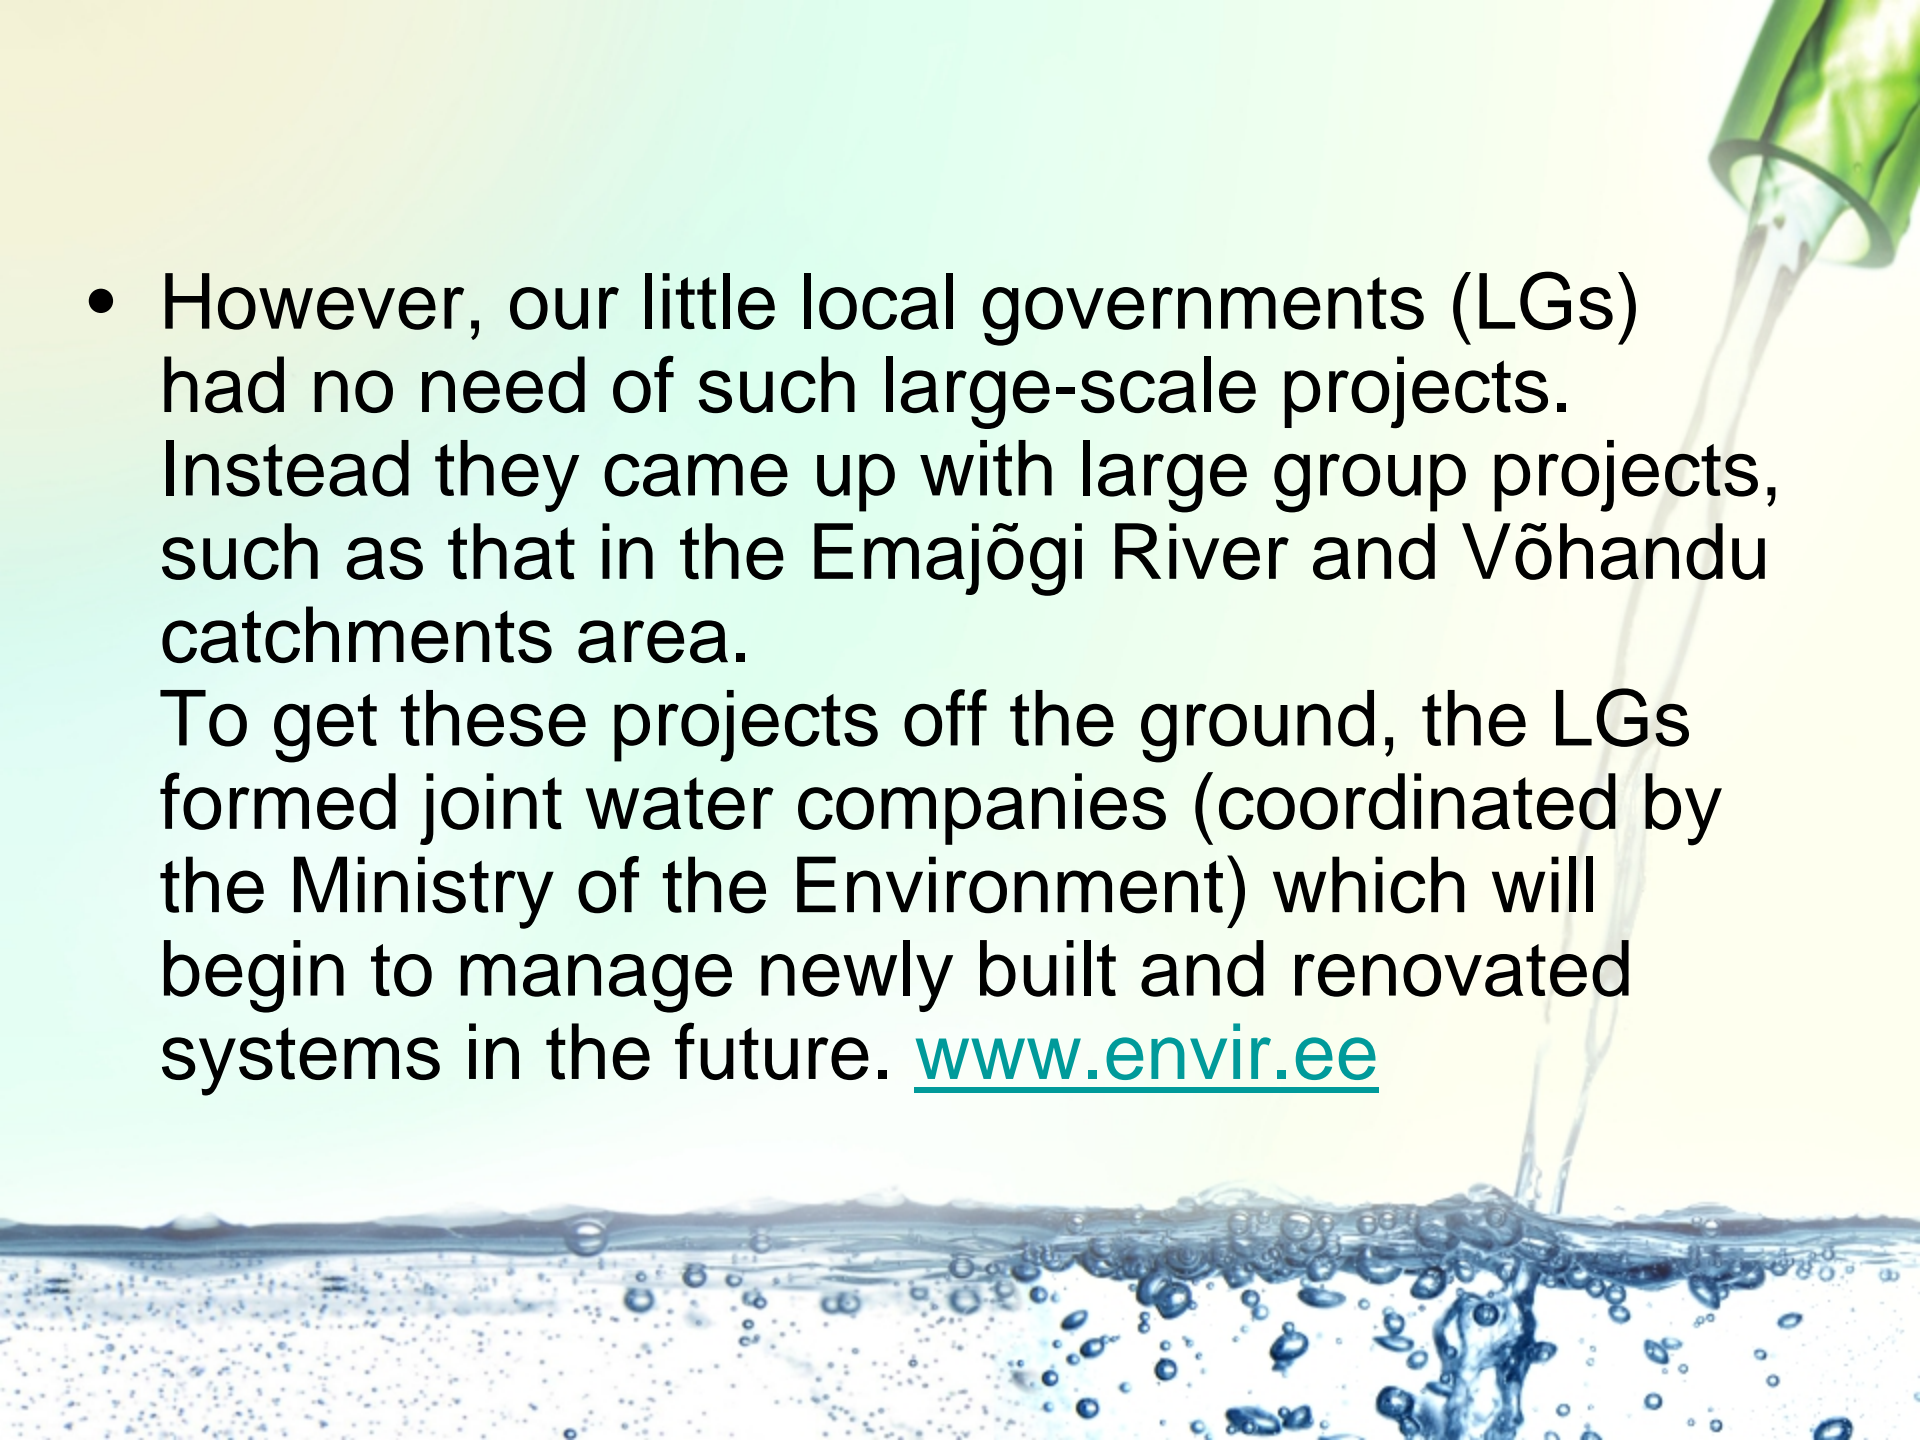 • However, our little local governments (LGs)
had no need of such large-scale projects.
Instead they came up with large group projects,
such as that in the Emajõgi River and Võhandu
catchments area.
To get these projects off the ground, the LGs
formed joint water companies (coordinated by
the Ministry of the Environment) which will
begin to manage newly built and renovated
systems in the future. www.envir.ee